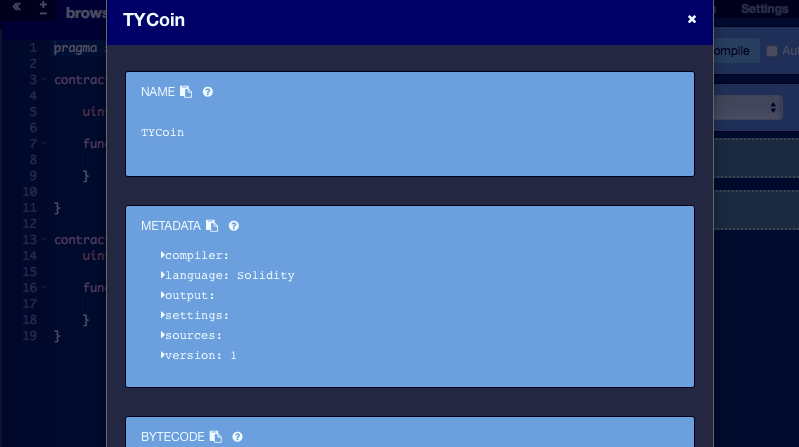 TYCoin
×
brows
Settings
ompile
Au
NAME
TYCoin
METADATA
compiler:
language: Solidity
output:
settings:
sources:
version: 1
BYTECODE
1 pragma
2
3 contrac
4
5 uin
6
7 fun
8
9 }
10
11 }
12
13 contrac
14 uin
15
16 fun
17
18 }
19 }